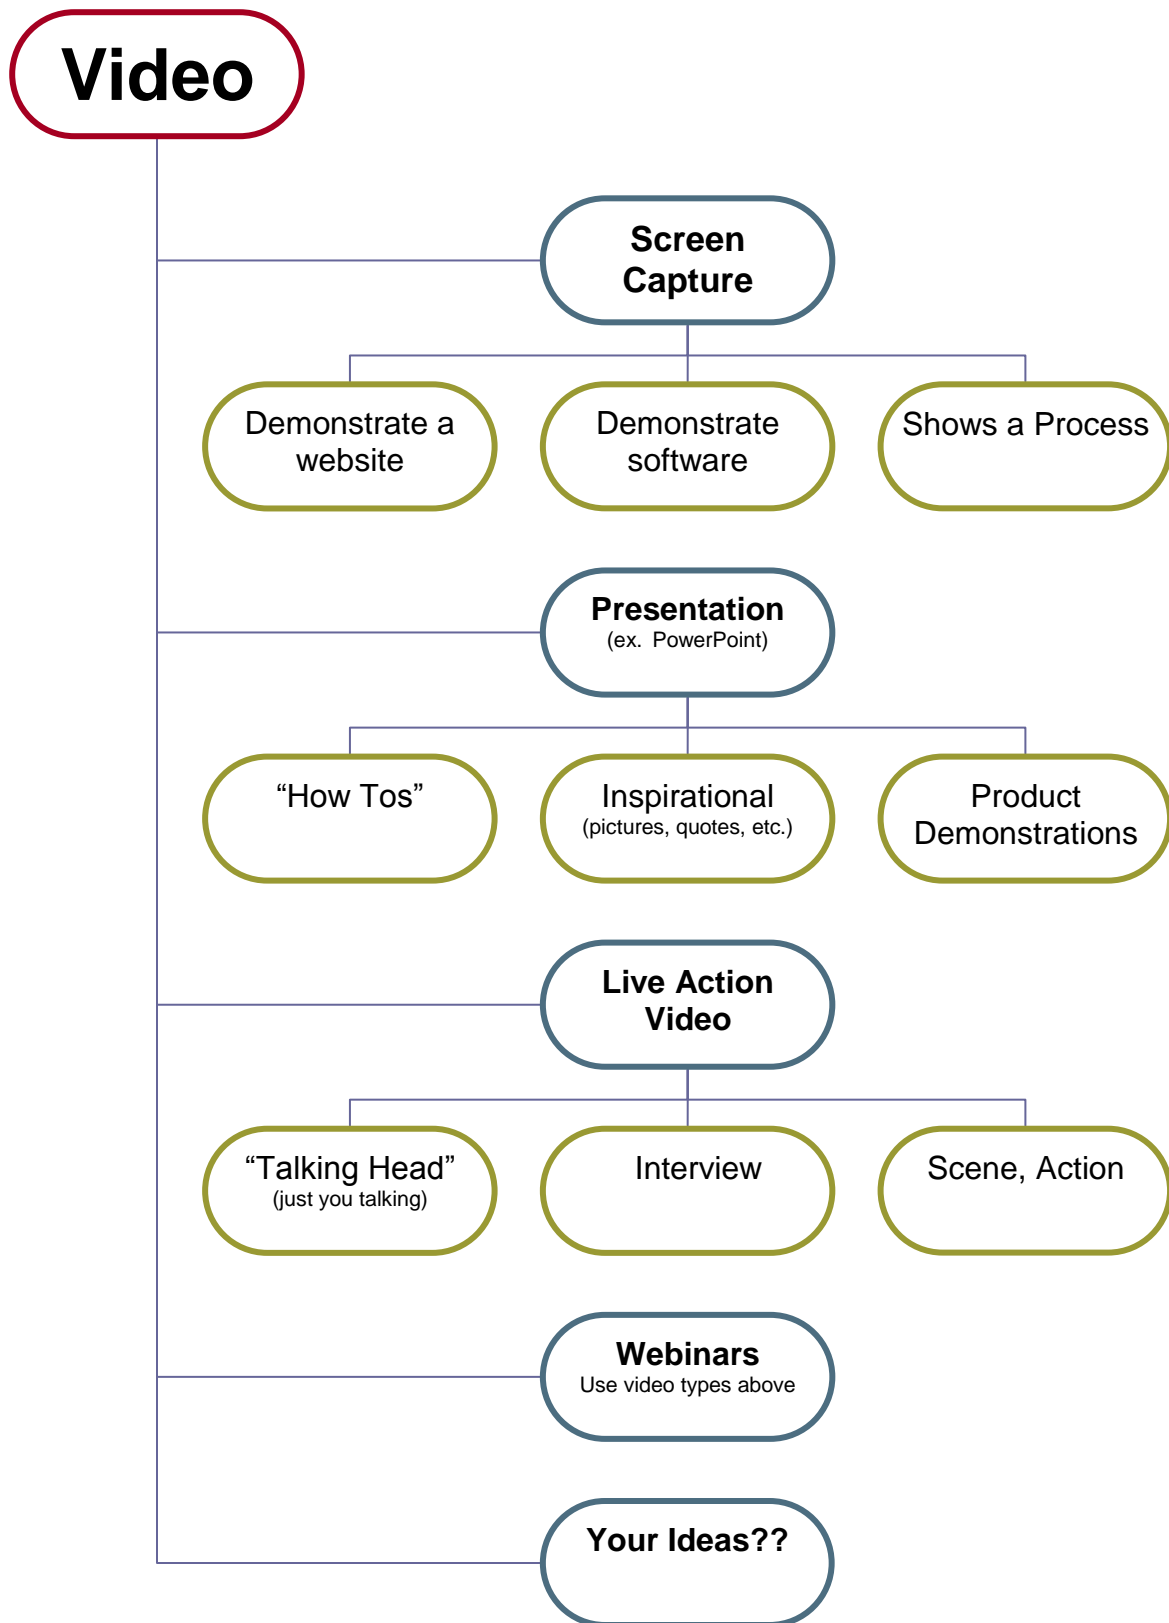 Video
Screen
Capture
Demonstrate a
website
Demonstrate
software
Shows a Process
Presentation
(ex. PowerPoint)
“How Tos”
Inspirational
(pictures, quotes, etc.)
Product
Demonstrations
Live Action
Video
“Talking Head”
(just you talking)
Interview
Scene, Action
Webinars
Use video types above
Your Ideas??